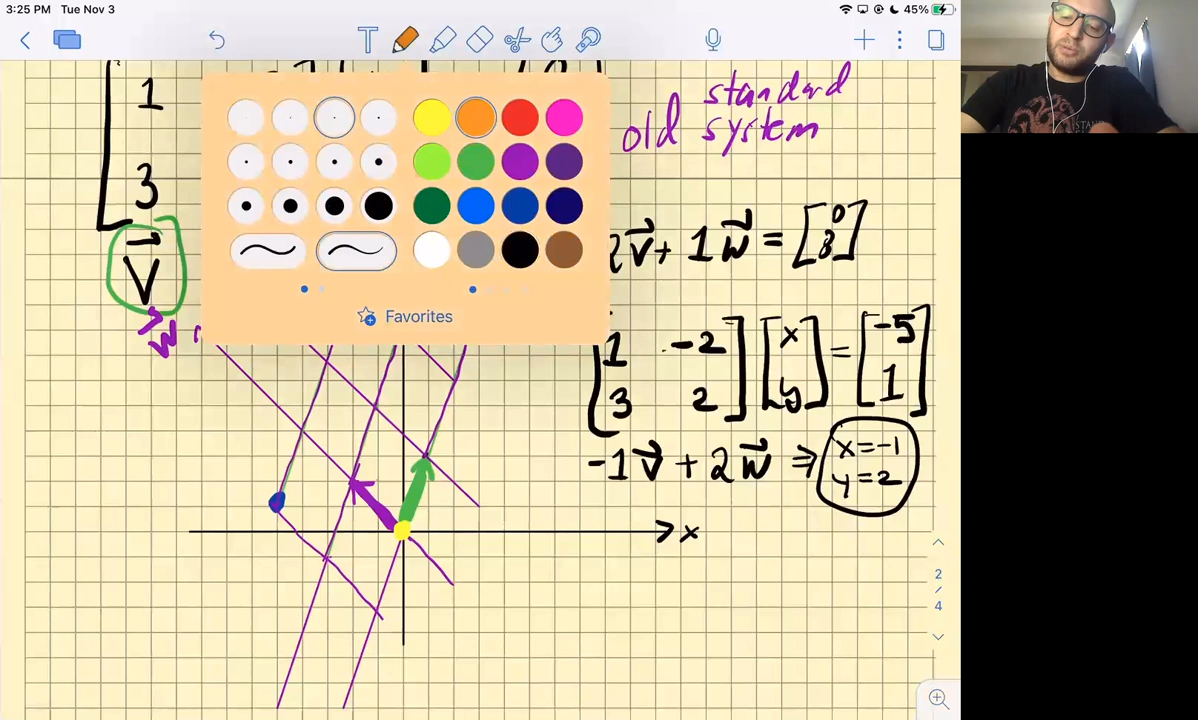 3:25 PM Tue Nov 3
45%
T
1
3
V
W
Favorites
standard
old system
2V + 1W = [0 8]
[1 -2 3 2] [x y] = [-5 1]
-1V + 2W ⇒ x = -1
y = 2
> x
2
/
4
STAND